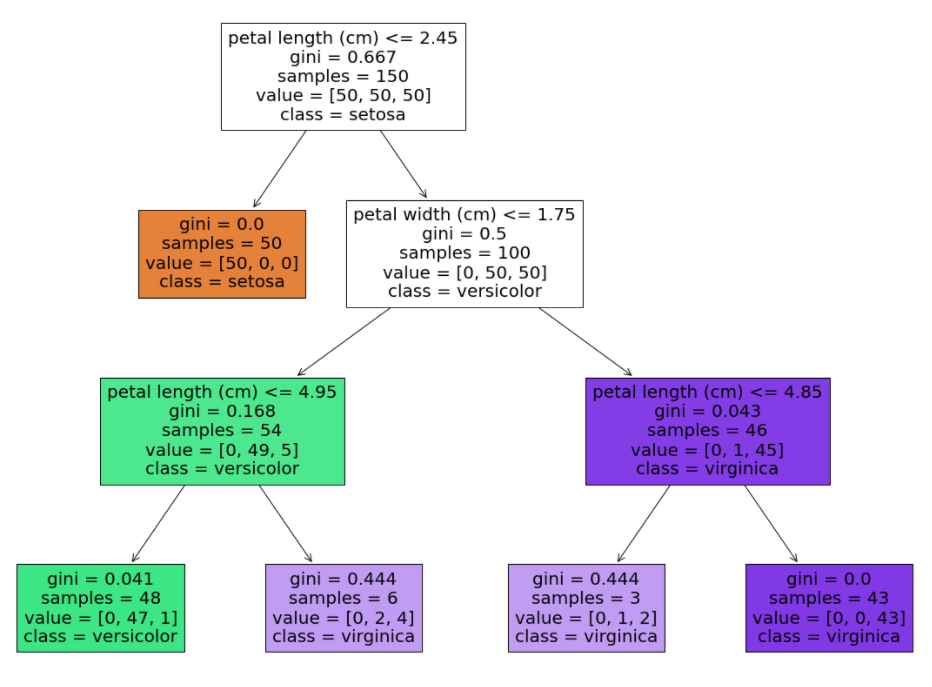 petal length (cm) <= 2.45
gini = 0.667
samples = 150
value = [50, 50, 50]
class = setosa
gini = 0.0
samples = 50
value = [50, 0, 0]
class = setosa
petal width (cm) <= 1.75
gini = 0.5
samples = 100
value = [0, 50, 50]
class = versicolor
petal length (cm) <= 4.95
gini = 0.168
samples = 54
value = [0, 49, 5]
class = versicolor
petal length (cm) <= 4.85
gini = 0.043
samples = 46
value = [0, 1, 45]
class = virginica
gini = 0.041
samples = 48
value = [0, 47, 1]
class = versicolor
gini = 0.444
samples = 6
value = [0, 2, 4]
class = virginica
gini = 0.444
samples = 3
value = [0, 1, 2]
class = virginica
gini = 0.0
samples = 43
value = [0, 0, 43]
class = virginica